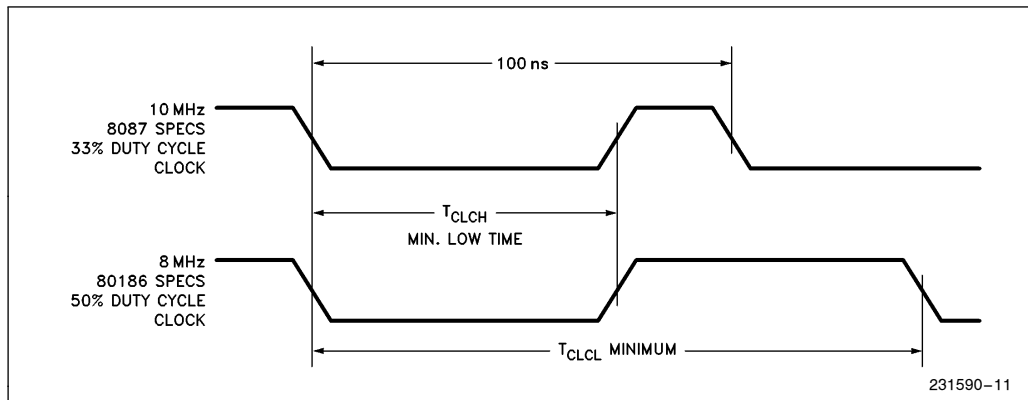 100 ns
10 MHz
8087 SPECS
33% DUTY CYCLE
CLOCK
TCLCH
MIN. LOW TIME
8 MHz
80186 SPECS
50% DUTY CYCLE
CLOCK
TCLCL MINIMUM
231590–11